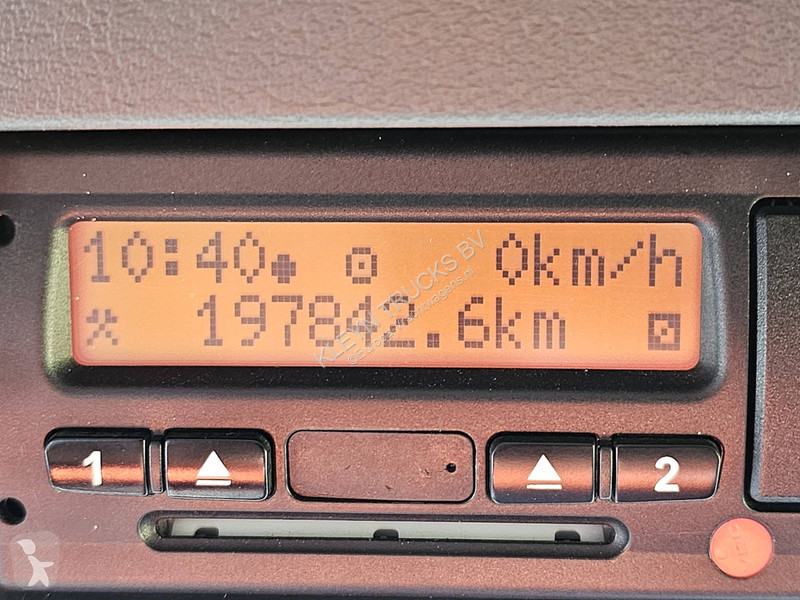 10:40 0km/h
197842.6km
KLEYN TRUCKS BV
1 2